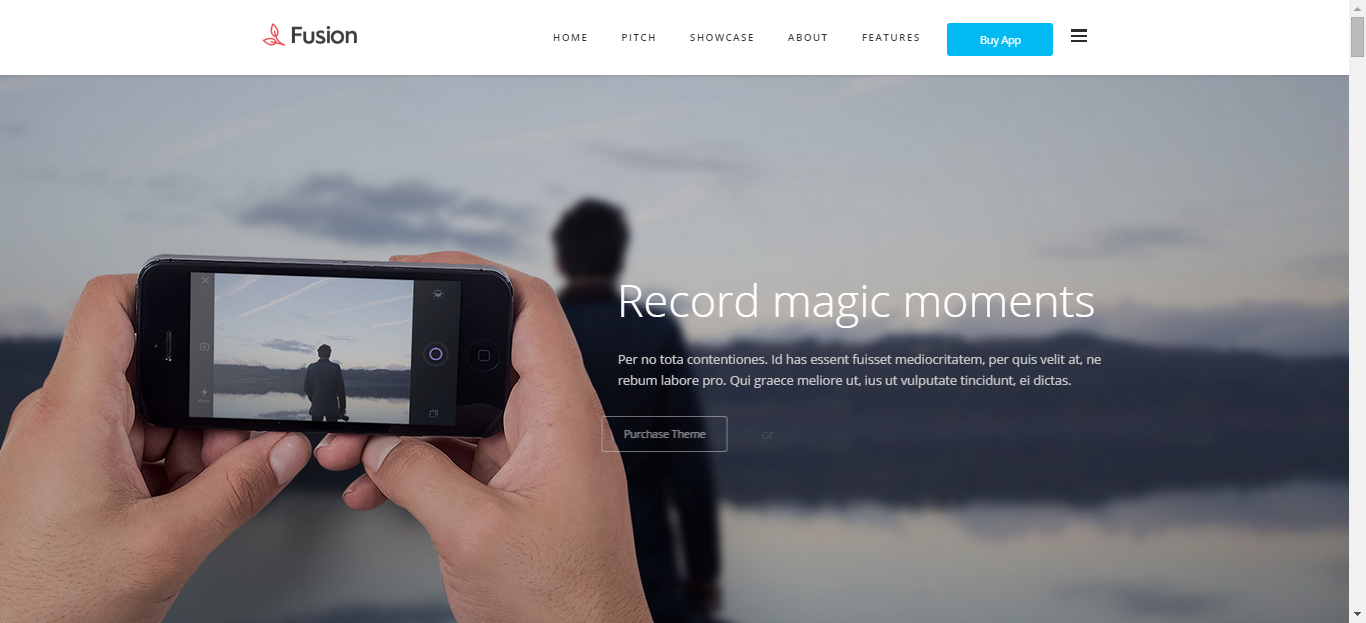 Fusion
HOME PITCH SHOWCASE ABOUT FEATURES Buy App
Record magic moments
Per no tota contentiones. Id has essent fuisset mediocritatem, per quis velit at, ne
rebum labore pro. Qui graece meliore ut, ius ut vulputate tincidunt, ei dictas.
Purchase Theme or